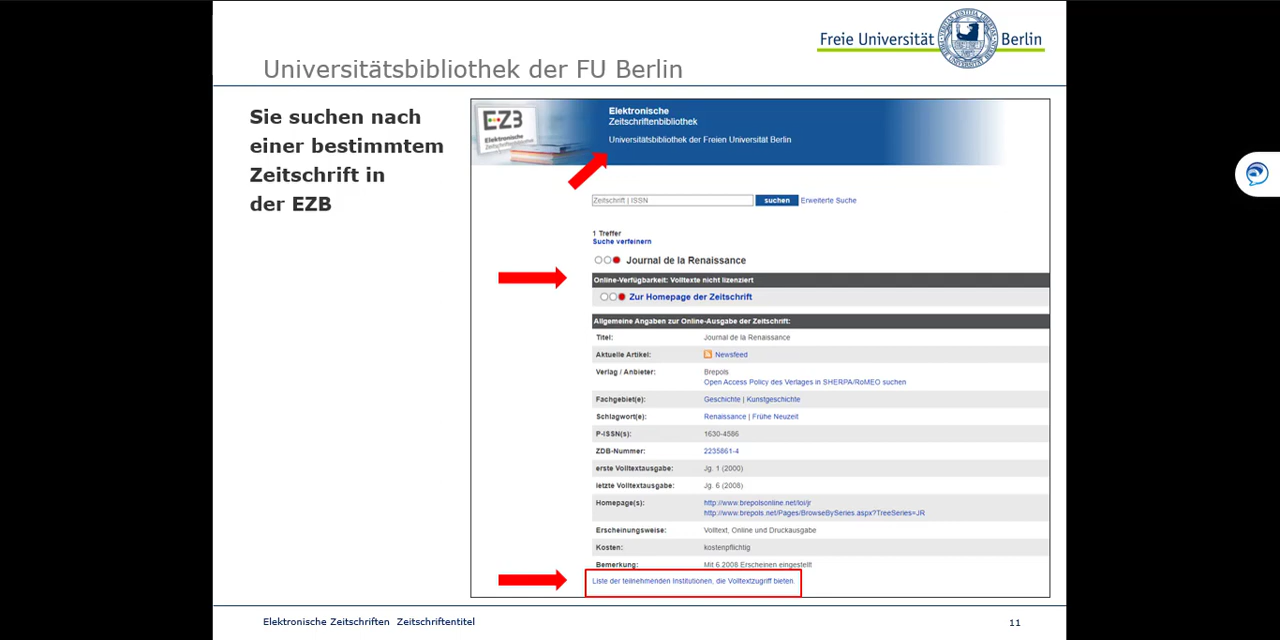 Freie Universität Berlin
Universitätsbibliothek der FU Berlin
Sie suchen nach
einer bestimmtem
Zeitschrift in
der EZB
EZB
Elektronische
Zeitschriftenbibliothek
Elektronische
Zeitschriftenbibliothek
Universitätsbibliothek der Freien Universität Berlin
Zeitschrift | ISSN suchen Erweiterte Suche
1 Treffer
Suche verfeinern
Journal de la Renaissance
Online-Verfügbarkeit: Volltexte nicht lizenziert
Zur Homepage der Zeitschrift
Allgemeine Angaben zur Online-Ausgabe der Zeitschrift:
Titel: Journal de la Renaissance
Aktuelle Artikel: Newsfeed
Verlag / Anbieter: Brepols
Open Access Policy des Verlages in SHERPA/RoMEO suchen
Fachgebiet(e): Geschichte | Kunstgeschichte
Schlagwort(e): Renaissance | Frühe Neuzeit
P-ISSN(s): 1630-4586
ZDB-Nummer: 2235861-4
erste Volltextausgabe: Jg. 1 (2000)
letzte Volltextausgabe: Jg. 6 (2008)
Homepage(s): http://www.brepolsonline.net/loi/jr
http://www.brepols.net/Pages/BrowseBySeries.aspx?TreeSeries=JR
Erscheinungsweise: Volltext, Online und Druckausgabe
Kosten: kostenpflichtig
Bemerkung: Mit 6.2008 Erscheinen eingestellt
Liste der teilnehmenden Institutionen, die Volltextzugriff bieten.
Elektronische Zeitschriften Zeitschriftentitel 11